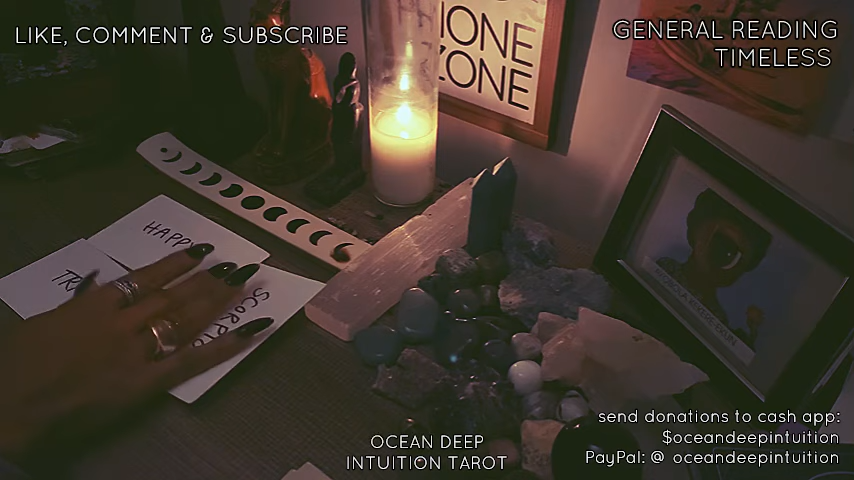 LIKE, COMMENT & SUBSCRIBE
GENERAL READING
TIMELESS
IONE
ZONE
HAPPY
SCORPIO
OCEAN DEEP
INTUITION TAROT
send donations to cash app:
$oceandeepintuition
PayPal: @ oceandeepintuition